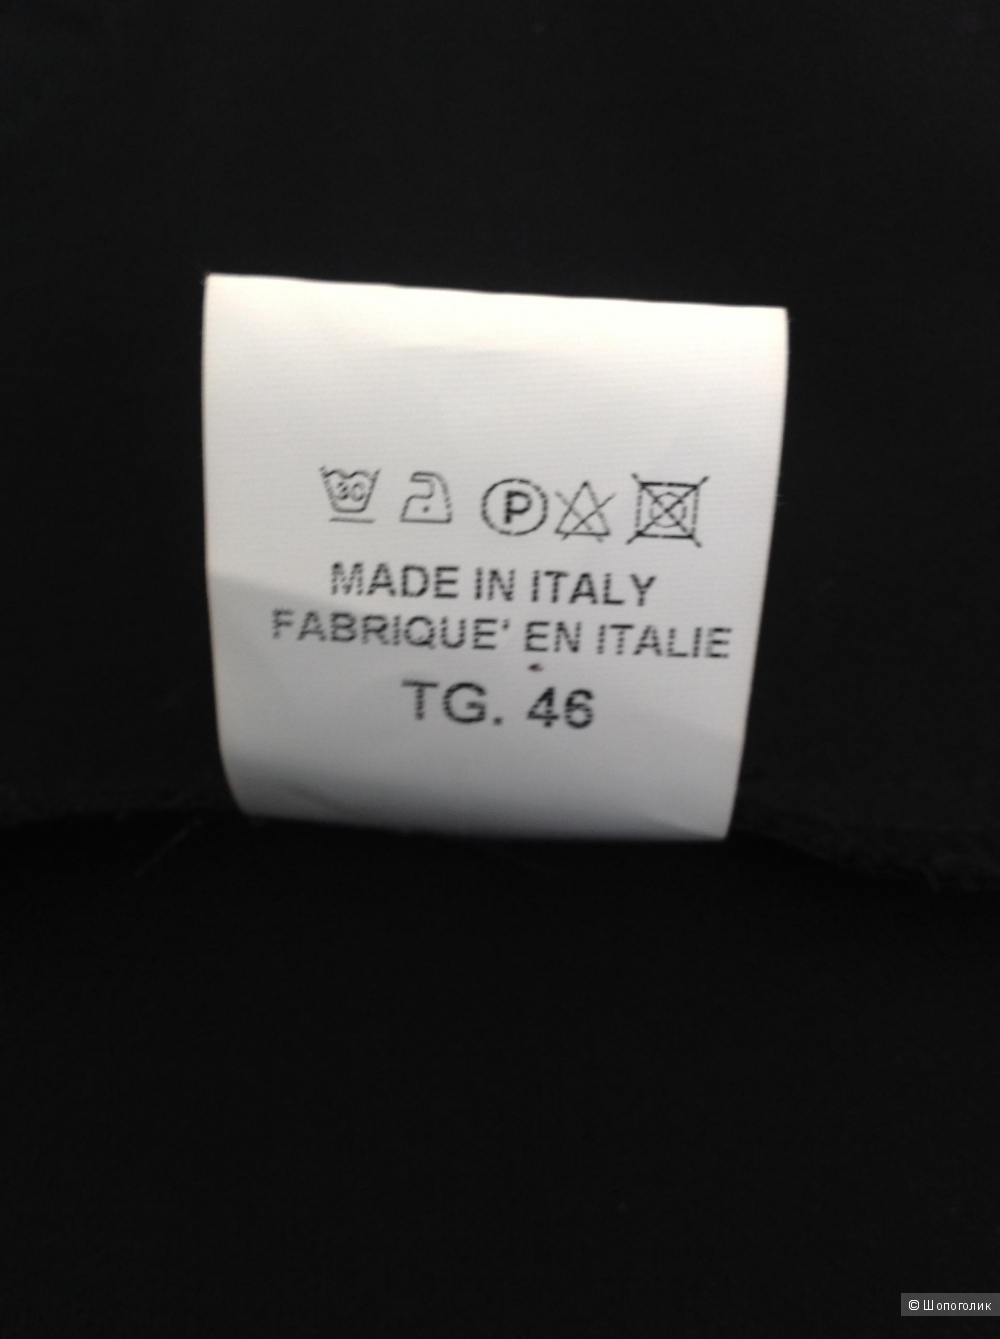 30
P
MADE IN ITALY
FABRIQUE' EN ITALIE
TG. 46
© Шопоголик